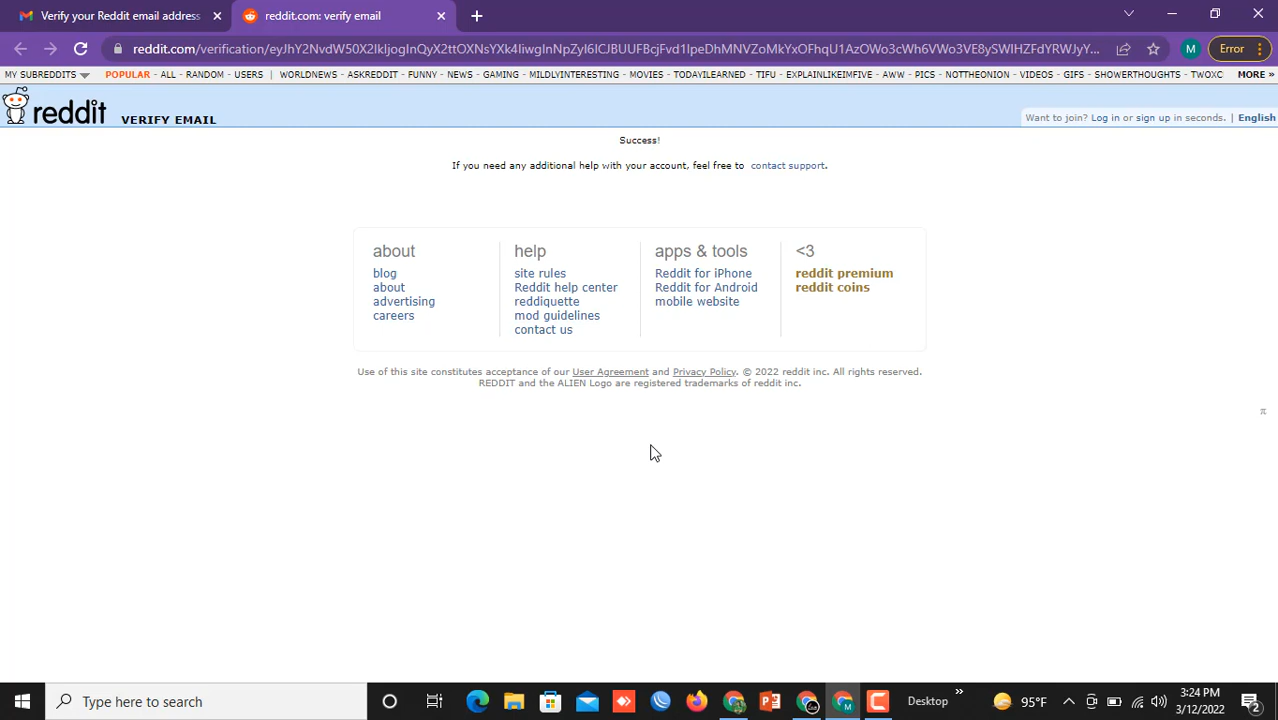 Verify your Reddit email address
reddit.com: verify email
M
Error
MY SUBREDDITS POPULAR - ALL - RANDOM - USERS | WORLDNEWS - ASKREDDIT - FUNNY - NEWS - GAMING - MILDLYINTERESTING - MOVIES - TODAYILEARNED - TIFU - EXPLAINLIKEIMFIVE - AWW - PICS - NOTTHEONION - VIDEOS - GIFS - SHOWERTHOUGHTS - TWOXC MORE »
reddit VERIFY EMAIL
Want to join? Log in or sign up in seconds. | English
Success!
If you need any additional help with your account, feel free to contact support.
about
blog
about
advertising
careers
help
site rules
Reddit help center
reddiquette
mod guidelines
contact us
apps & tools
Reddit for iPhone
Reddit for Android
mobile website
<3
reddit premium
reddit coins
Use of this site constitutes acceptance of our User Agreement and Privacy Policy. © 2022 reddit inc. All rights reserved.
REDDIT and the ALIEN Logo are registered trademarks of reddit inc.
π
Type here to search
Desktop »
95°F
3:24 PM
3/12/2022
2